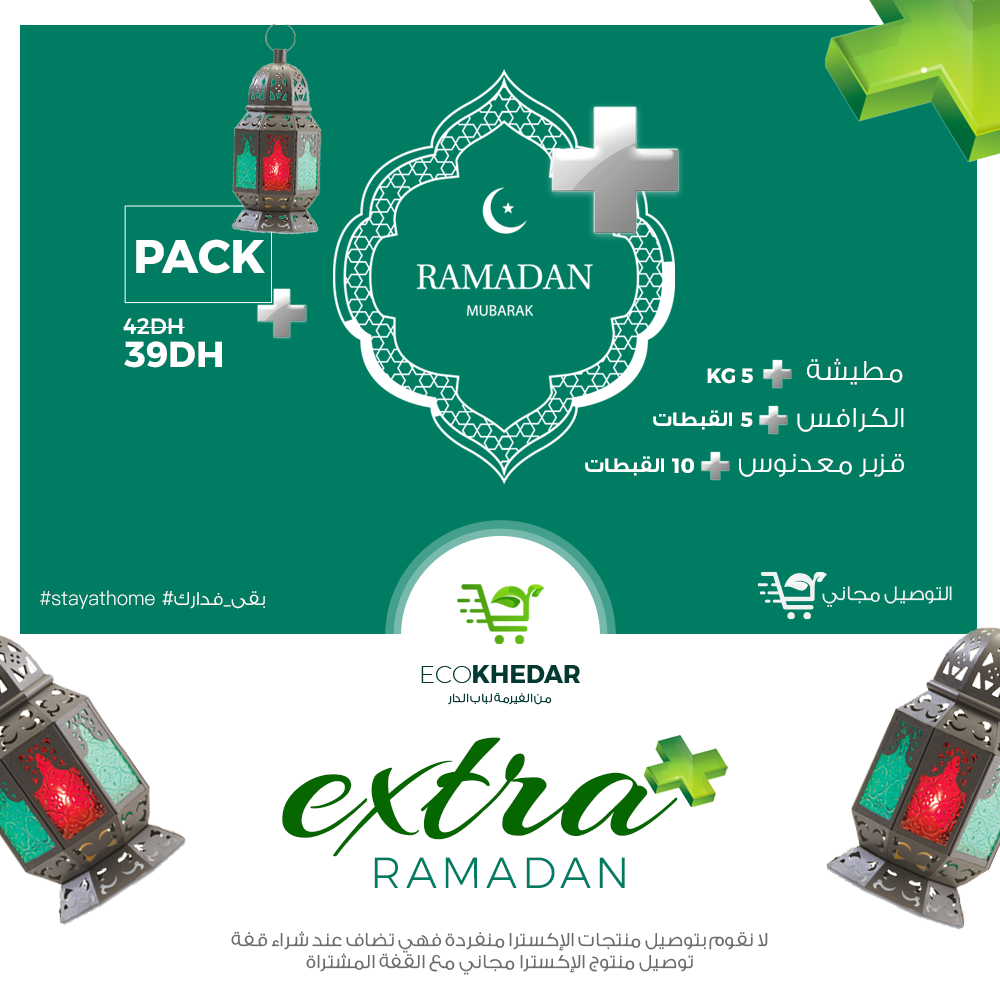 RAMADAN
MUBARAK
PACK
42DH
39DH
مطيشة + 5 KG
الكرافس + 5 القبطات
قزبر معدنوس + 10 القبطات
#stayathome #بقى_فدارك
التوصيل مجاني
ECOKHEDAR
من الفيرمة لباب الدار
extra+
RAMADAN
لا نقوم بتوصيل منتجات الإكسترا منفردة فهي تضاف عند شراء قفة
توصيل منتوج الإكسترا مجاني مع القفة المشتراة